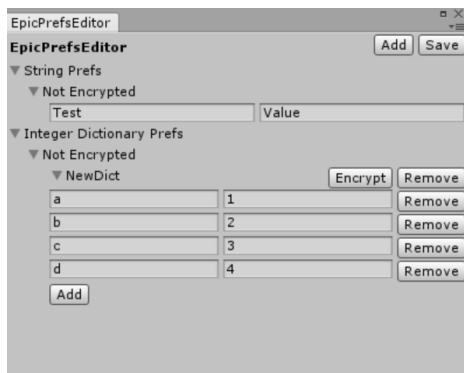 EpicPrefsEditor
EpicPrefsEditor Add Save
String Prefs
Not Encrypted
Test Value
Integer Dictionary Prefs
Not Encrypted
NewDict Encrypt Remove
a 1 Remove
b 2 Remove
c 3 Remove
d 4 Remove
Add